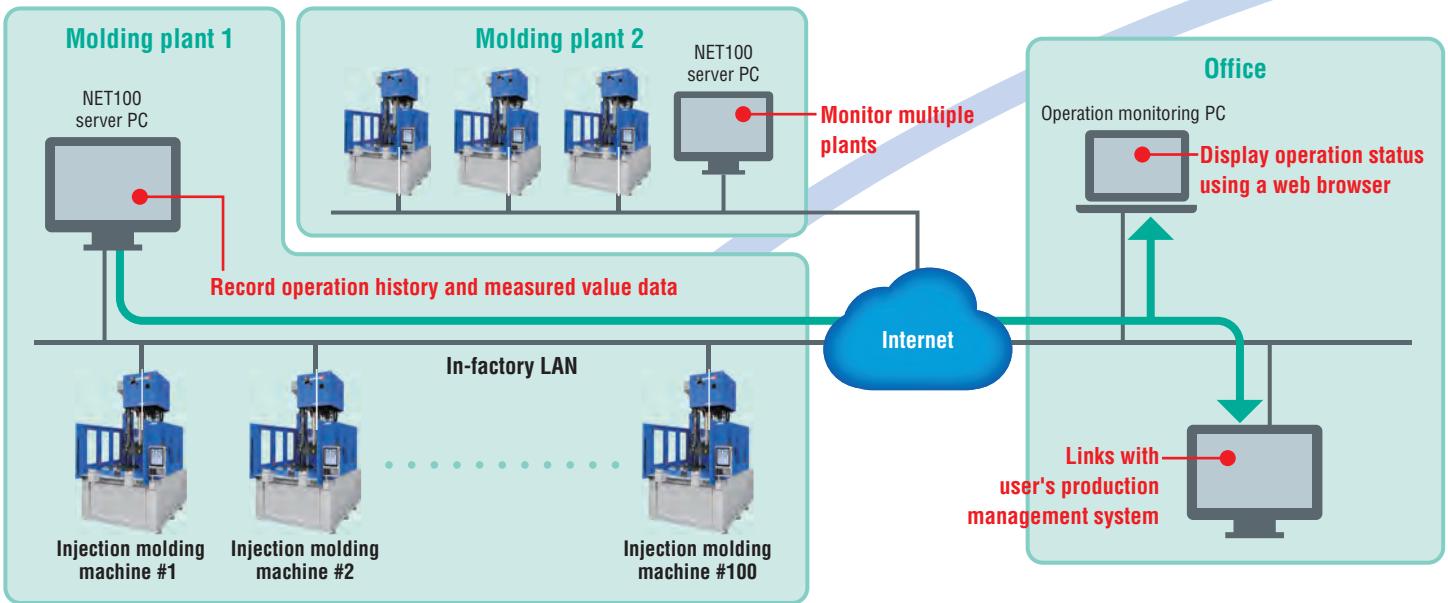 Molding plant 1
NET100
server PC
Record operation history and measured value data
In-factory LAN
Injection molding
machine #1
Injection molding
machine #2
Injection molding
machine #100
Molding plant 2
NET100
server PC
Monitor multiple
plants
Internet
Office
Operation monitoring PC
Display operation status
using a web browser
Links with
user's production
management system